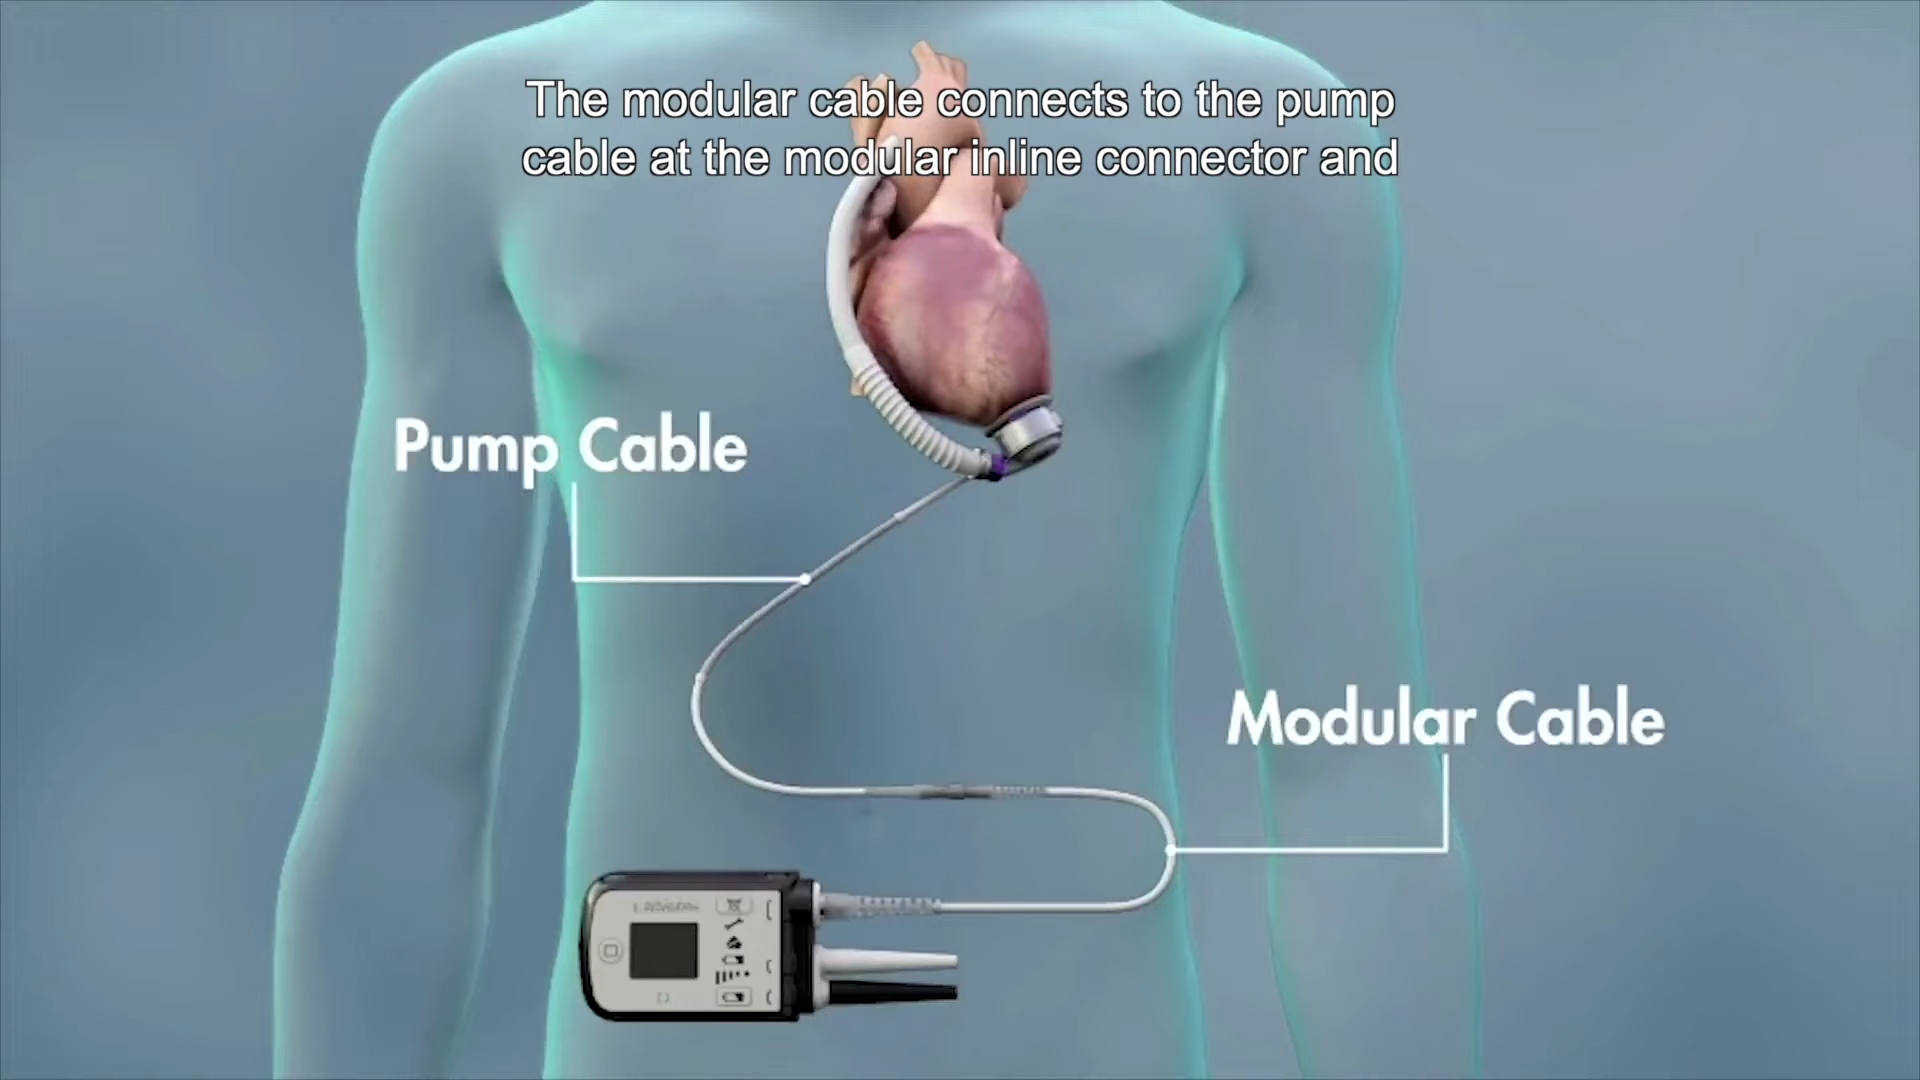 The modular cable connects to the pump
cable at the modular inline connector and
Pump Cable
Modular Cable